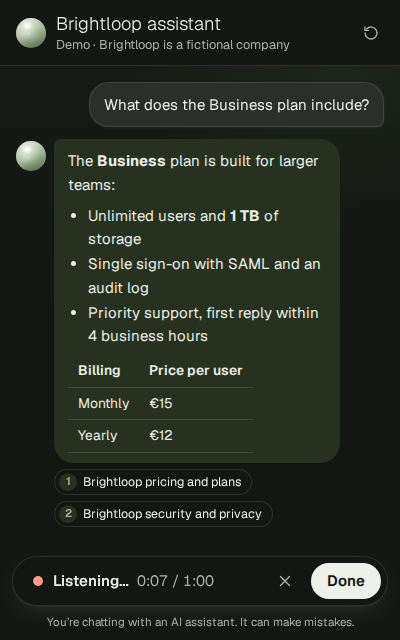 Brightloop assistant
Demo · Brightloop is a fictional company
What does the Business plan include?
The Business plan is built for larger
teams:
• Unlimited users and 1 TB of
storage
• Single sign-on with SAML and an
audit log
• Priority support, first reply within
4 business hours
Billing Price per user
Monthly €15
Yearly €12
1 Brightloop pricing and plans
2 Brightloop security and privacy
Listening... 0:07 / 1:00 Done
You're chatting with an AI assistant. It can make mistakes.